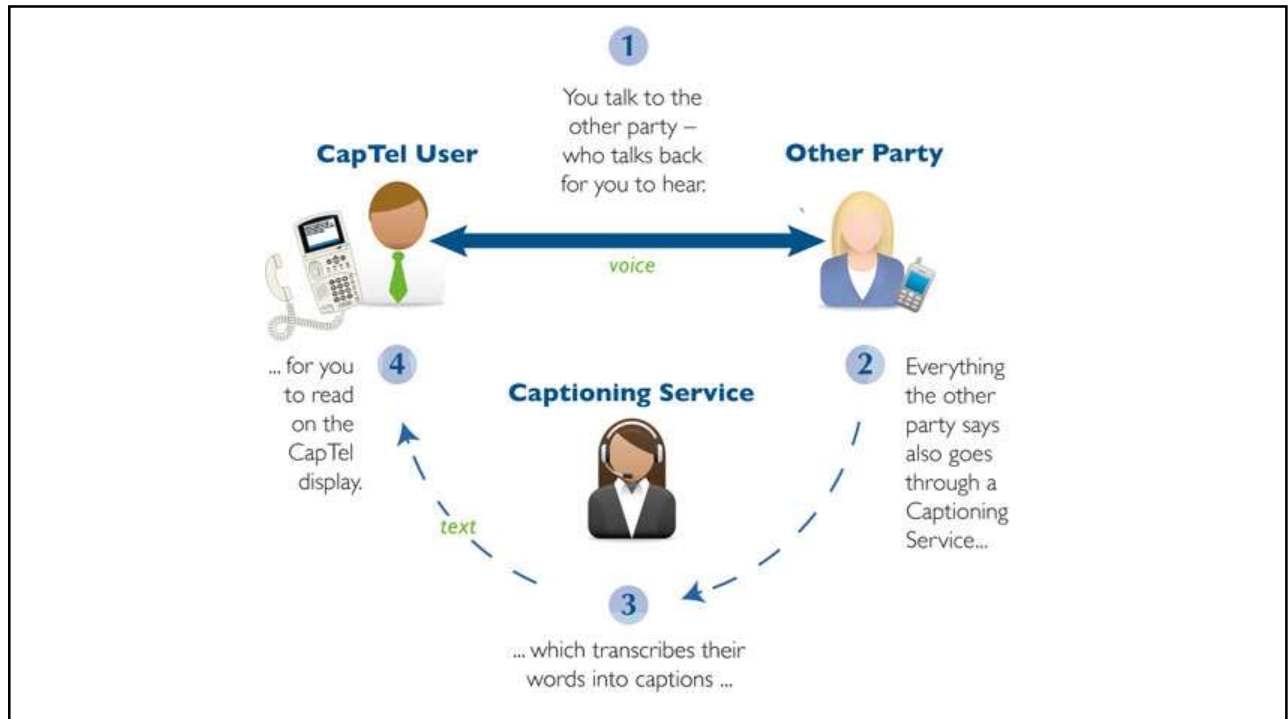 1
You talk to the
other party –
who talks back
for you to hear.
CapTel User
Other Party
voice
2
Everything
the other
party says
also goes
through a
Captioning
Service...
Captioning Service
3
... which transcribes their
words into captions ...
text
4
... for you
to read
on the
CapTel
display.